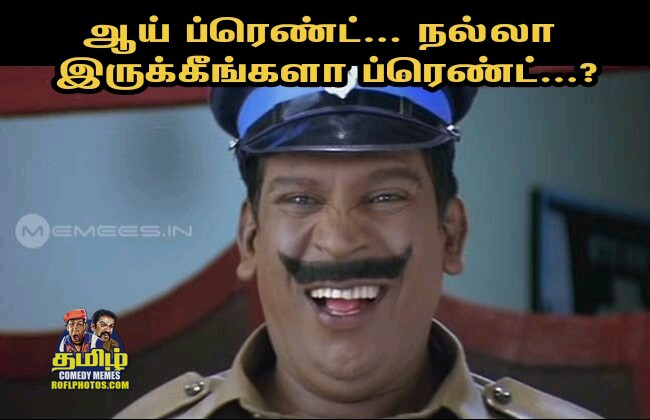 ஆய் ப்ரெண்ட்... நல்லா
இருக்கீங்களா ப்ரெண்ட்...?
MEMEES.IN
தமிழ்
COMEDY MEMES
ROFLPHOTOS.COM